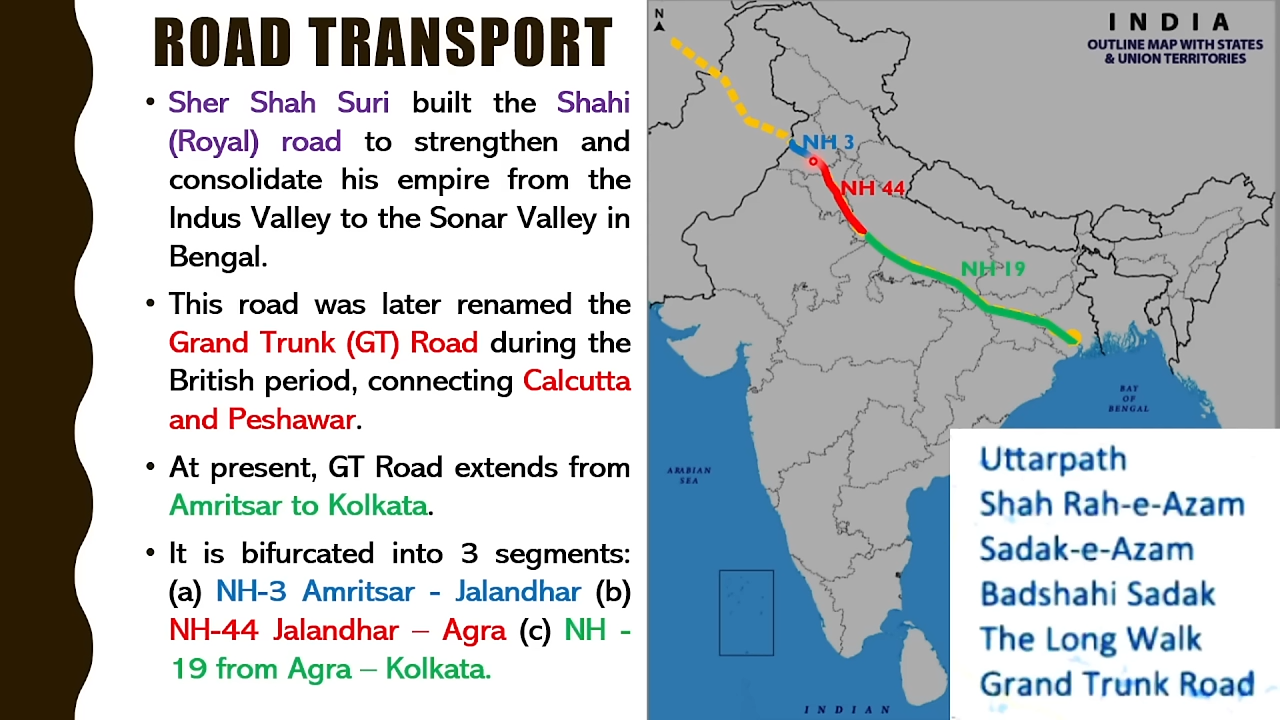 ROAD TRANSPORT
• Sher Shah Suri built the Shahi
(Royal) road to strengthen and
consolidate his empire from the
Indus Valley to the Sonar Valley in
Bengal.
• This road was later renamed the
Grand Trunk (GT) Road during the
British period, connecting Calcutta
and Peshawar.
• At present, GT Road extends from
Amritsar to Kolkata.
• It is bifurcated into 3 segments:
(a) NH-3 Amritsar - Jalandhar (b)
NH-44 Jalandhar – Agra (c) NH -
19 from Agra – Kolkata.
N
INDIA
OUTLINE MAP WITH STATES
& UNION TERRITORIES
NH 3
NH 44
NH 19
BAY
OF
BENGAL
ARABIAN
SEA
INDIAN
Uttarpath
Shah Rah-e-Azam
Sadak-e-Azam
Badshahi Sadak
The Long Walk
Grand Trunk Road